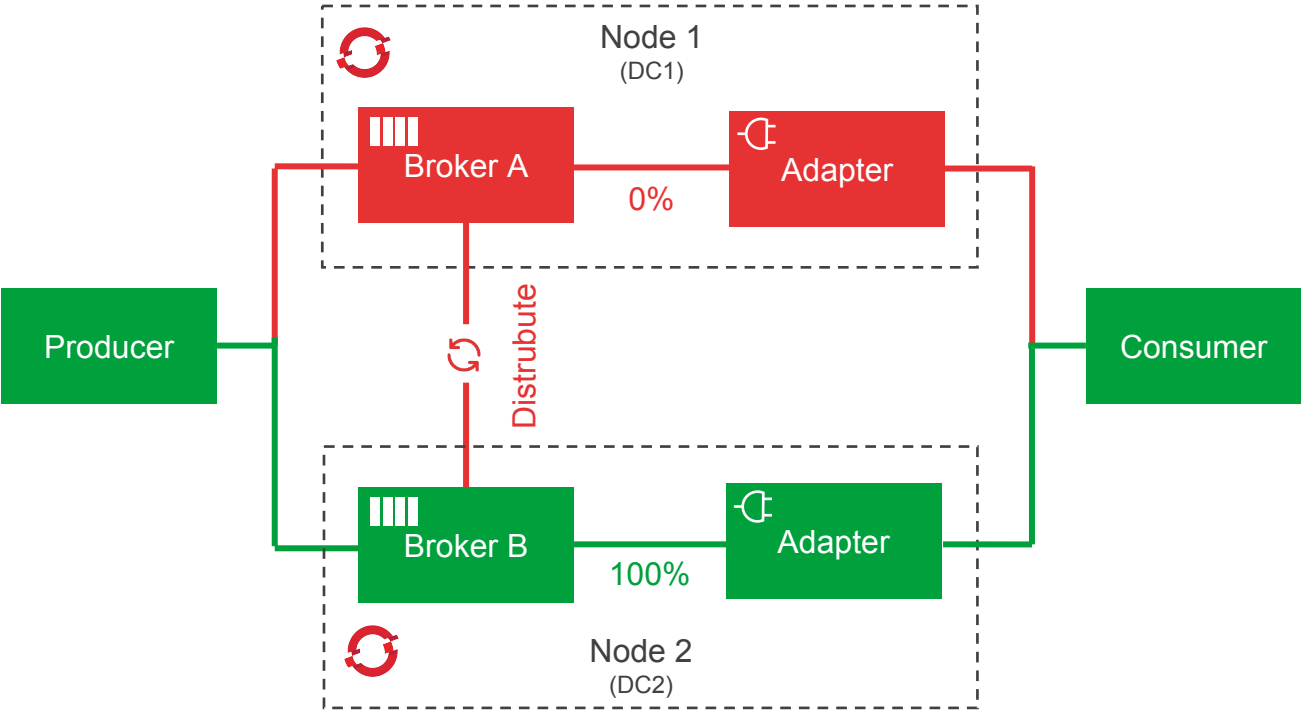 Node 1
(DC1)
Broker A
0%
Adapter
Producer
Distrubute
Consumer
Broker B
100%
Adapter
Node 2
(DC2)